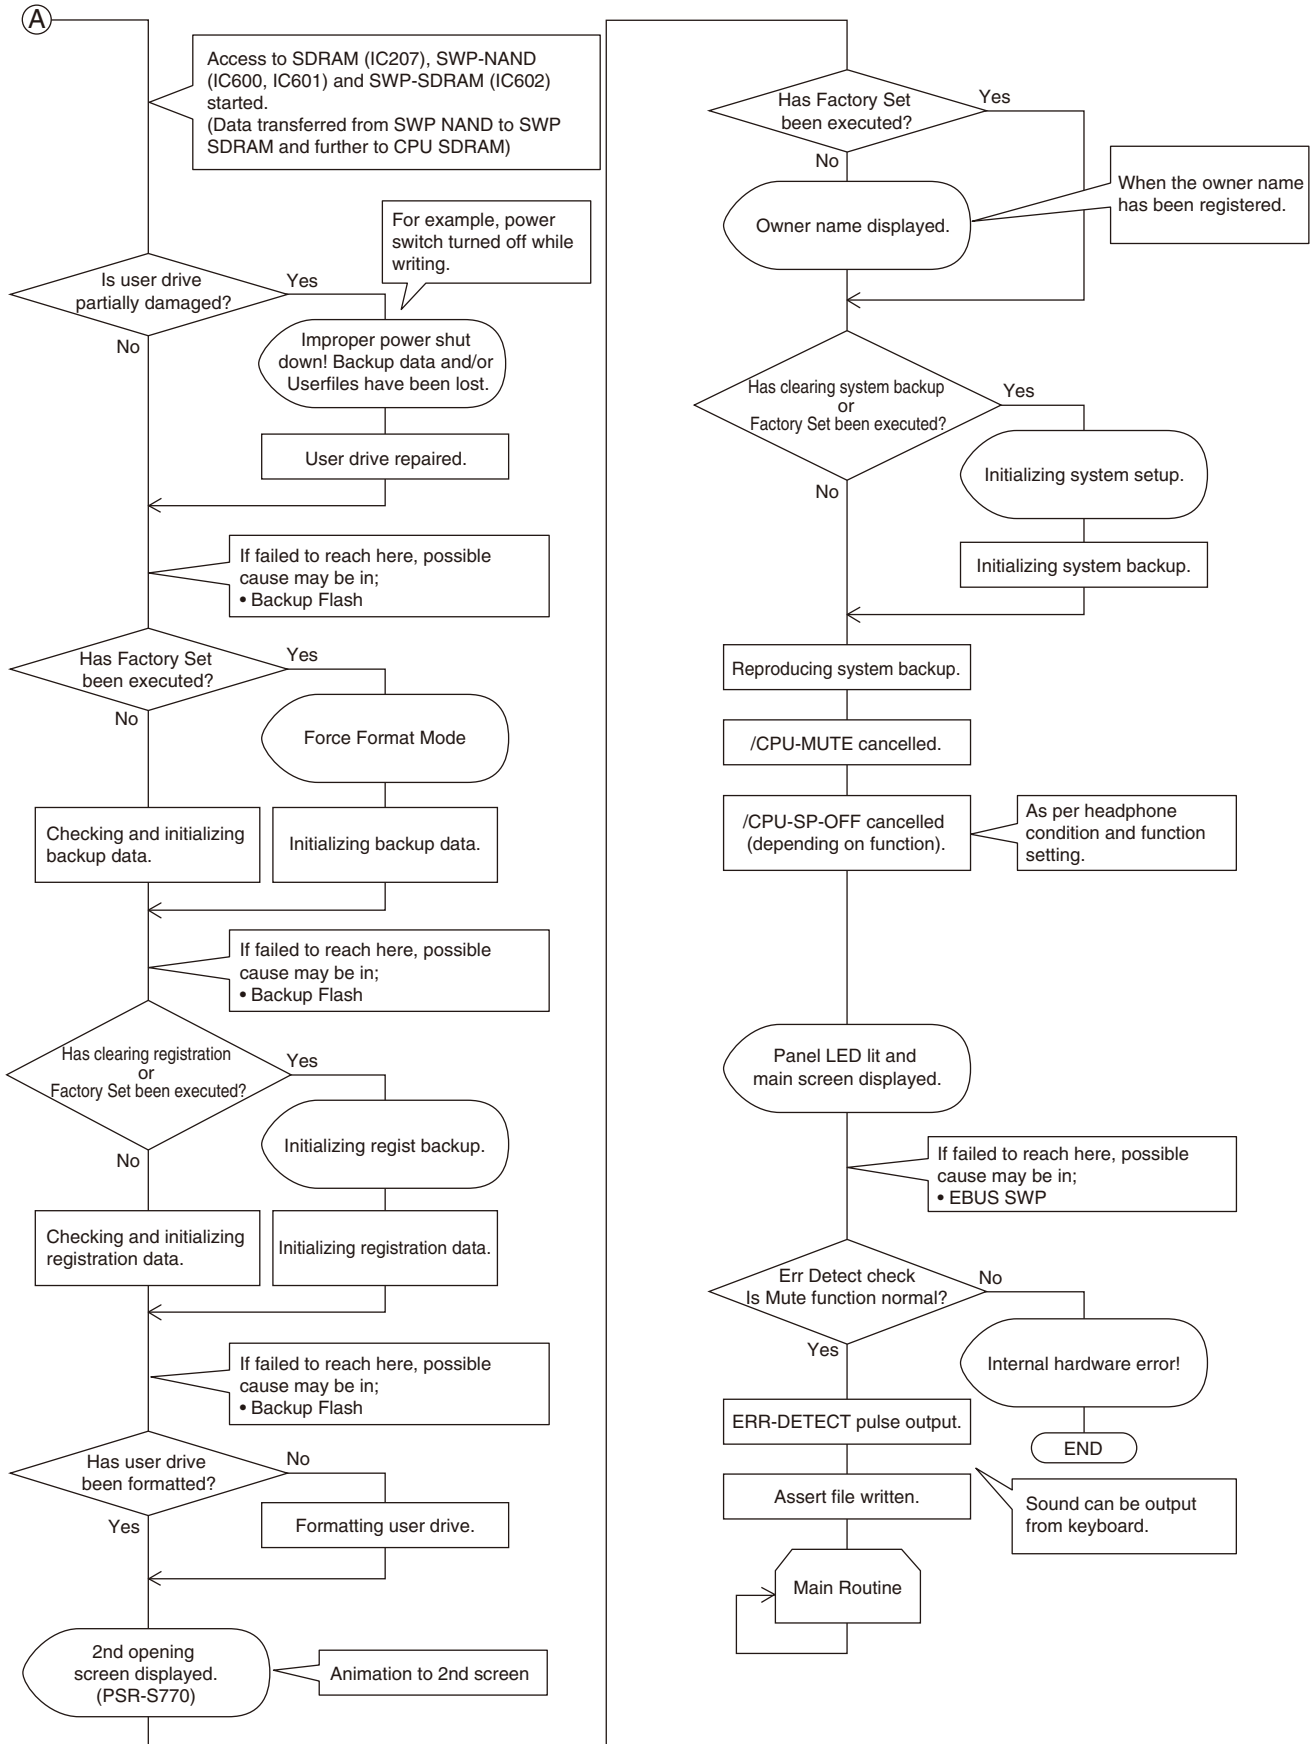 A
Access to SDRAM (IC207), SWP-NAND
(IC600, IC601) and SWP-SDRAM (IC602)
started.
(Data transferred from SWP NAND to SWP
SDRAM and further to CPU SDRAM)
For example, power
switch turned off while
writing.
Is user drive
partially damaged?
Yes
No
Improper power shut
down! Backup data and/or
Userfiles have been lost.
User drive repaired.
If failed to reach here, possible
cause may be in;
• Backup Flash
Has Factory Set
been executed?
Yes
No
Force Format Mode
Checking and initializing
backup data.
Initializing backup data.
If failed to reach here, possible
cause may be in;
• Backup Flash
Has clearing registration
or
Factory Set been executed?
Yes
No
Initializing regist backup.
Checking and initializing
registration data.
Initializing registration data.
If failed to reach here, possible
cause may be in;
• Backup Flash
Has user drive
been formatted?
No
Yes
Formatting user drive.
2nd opening
screen displayed.
(PSR-S770)
Animation to 2nd screen
Has Factory Set
been executed?
Yes
No
Owner name displayed.
When the owner name
has been registered.
Has clearing system backup
or
Factory Set been executed?
Yes
No
Initializing system setup.
Initializing system backup.
Reproducing system backup.
/CPU-MUTE cancelled.
/CPU-SP-OFF cancelled
(depending on function).
As per headphone
condition and function
setting.
Panel LED lit and
main screen displayed.
If failed to reach here, possible
cause may be in;
• EBUS SWP
Err Detect check
Is Mute function normal?
No
Yes
Internal hardware error!
END
ERR-DETECT pulse output.
Assert file written.
Sound can be output
from keyboard.
Main Routine